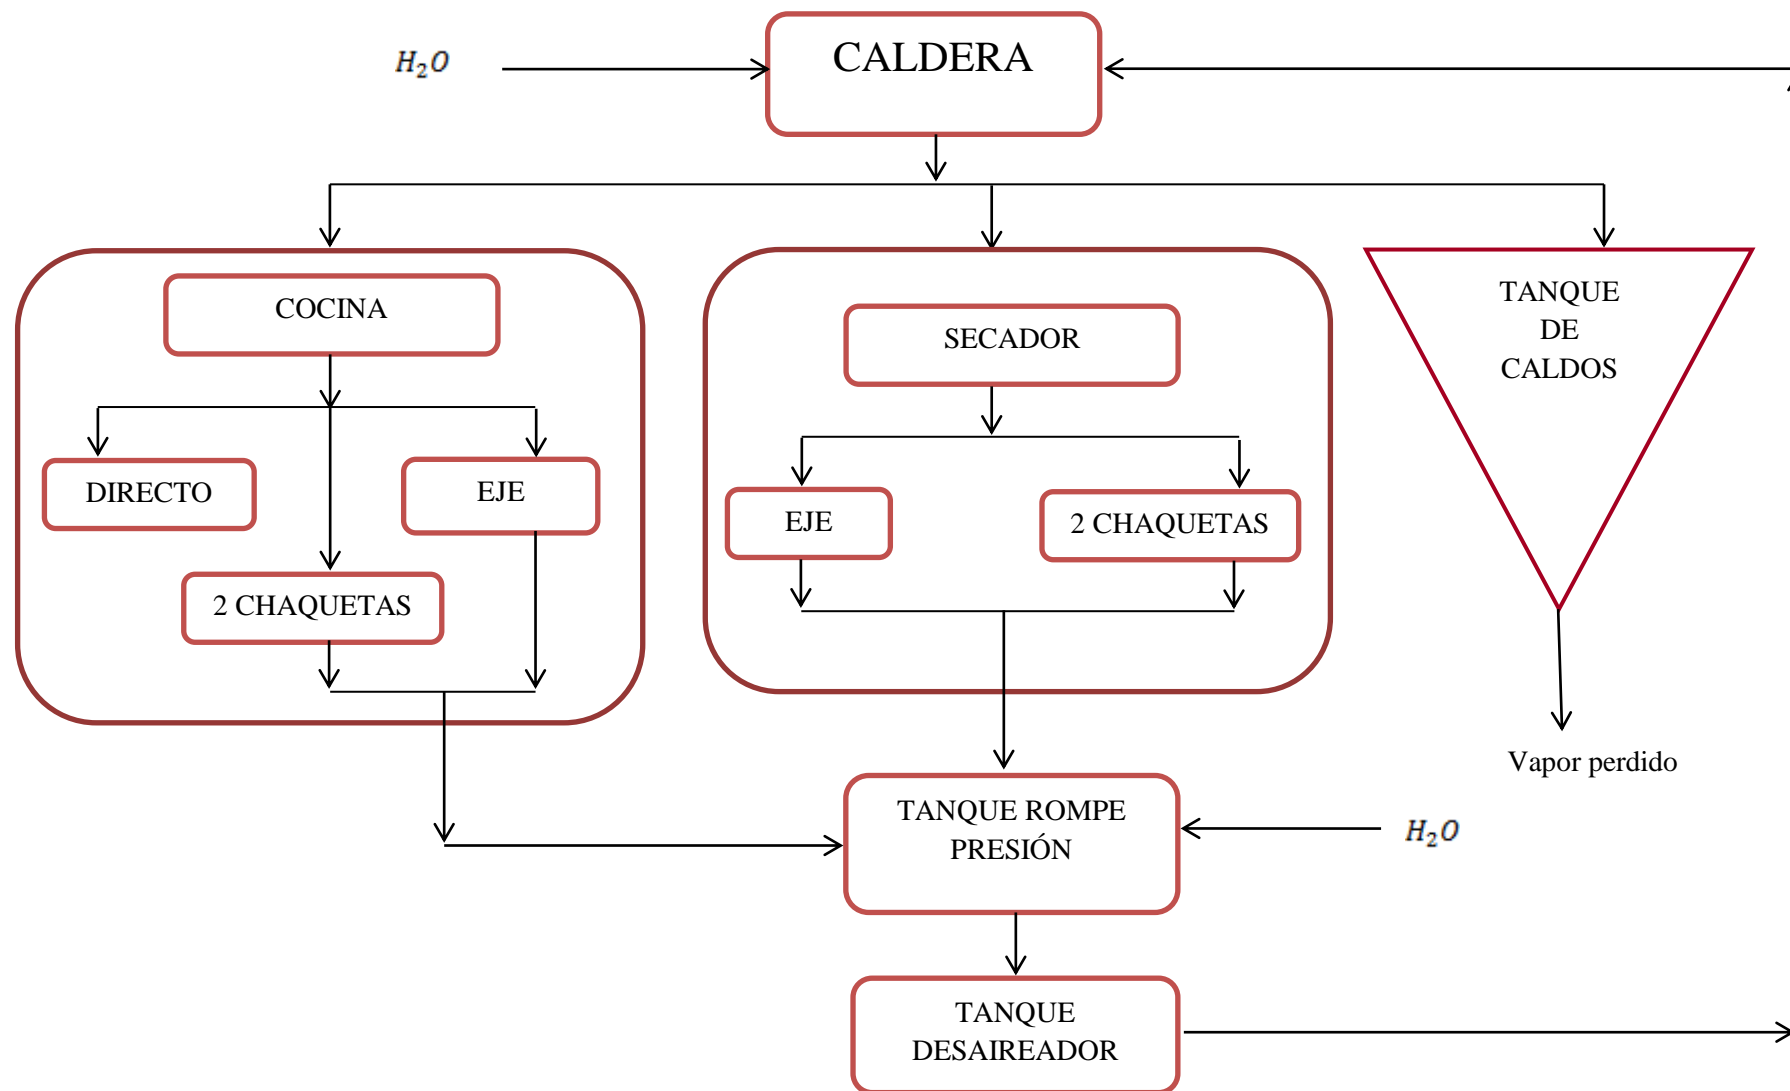 H₂O
CALDERA
COCINA
SECADOR
TANQUE
DE
CALDOS
DIRECTO
EJE
2 CHAQUETAS
EJE
2 CHAQUETAS
Vapor perdido
TANQUE ROMPE
PRESIÓN
H₂O
TANQUE
DESAIREADOR